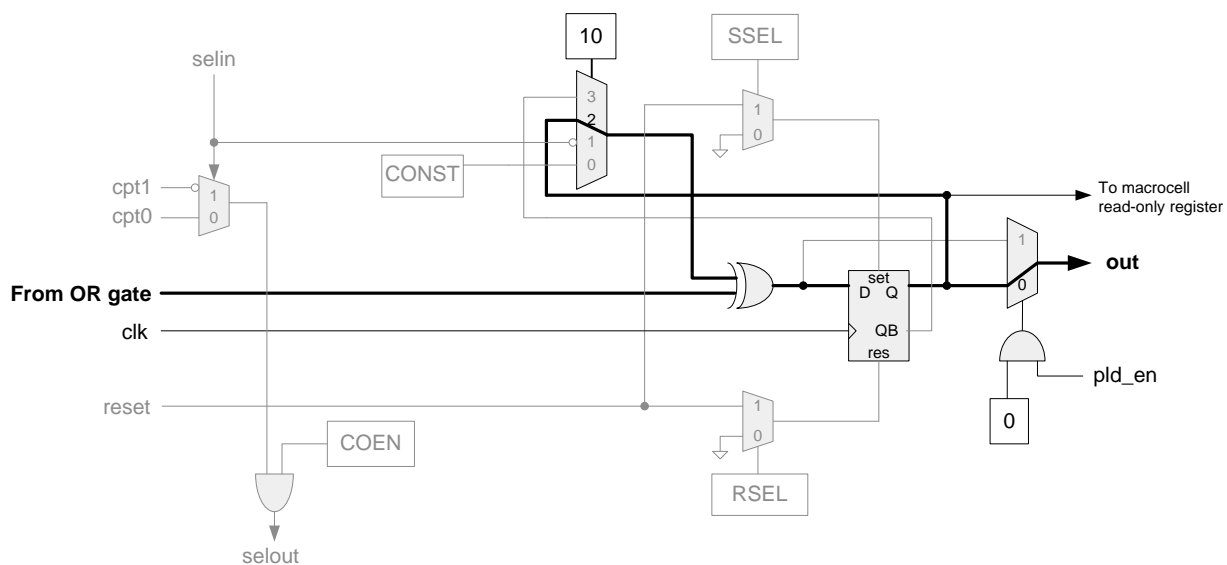 10
SSEL
selin
3
2
1
0
1
0
CONST
cpt1
cpt0
1
0
To macrocell
read-only register
1
0
out
From OR gate
set
D Q
clk
QB
res
pld_en
reset
1
0
0
COEN
RSEL
selout